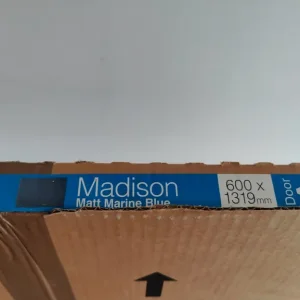 Madison
Matt Marine Blue
600 x
1319mm
Door